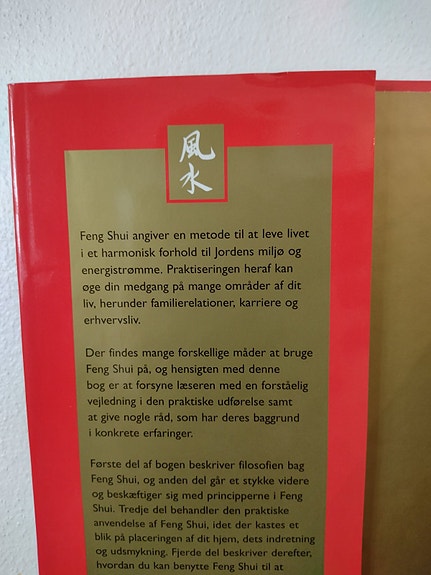 風
水
Feng Shui angiver en metode til at leve livet
i et harmonisk forhold til Jordens miljø og
energistrømme. Praktiseringen heraf kan
øge din medgang på mange områder af dit
liv, herunder familierelationer, karriere og
erhvervsliv.
Der findes mange forskellige måder at bruge
Feng Shui på, og hensigten med denne
bog er at forsyne læseren med en forståelig
vejledning i den praktiske udførelse samt
at give nogle råd, som har deres baggrund
i konkrete erfaringer.
Første del af bogen beskriver filosofien bag
Feng Shui, og anden del går et stykke videre
og beskæftiger sig med principperne i Feng
Shui. Tredje del behandler den praktiske
anvendelse af Feng Shui, idet der kastes et
blik på placeringen af dit hjem, dets indretning
og udsmykning. Fjerde del beskriver derefter,
hvordan du kan benytte Feng Shui til at